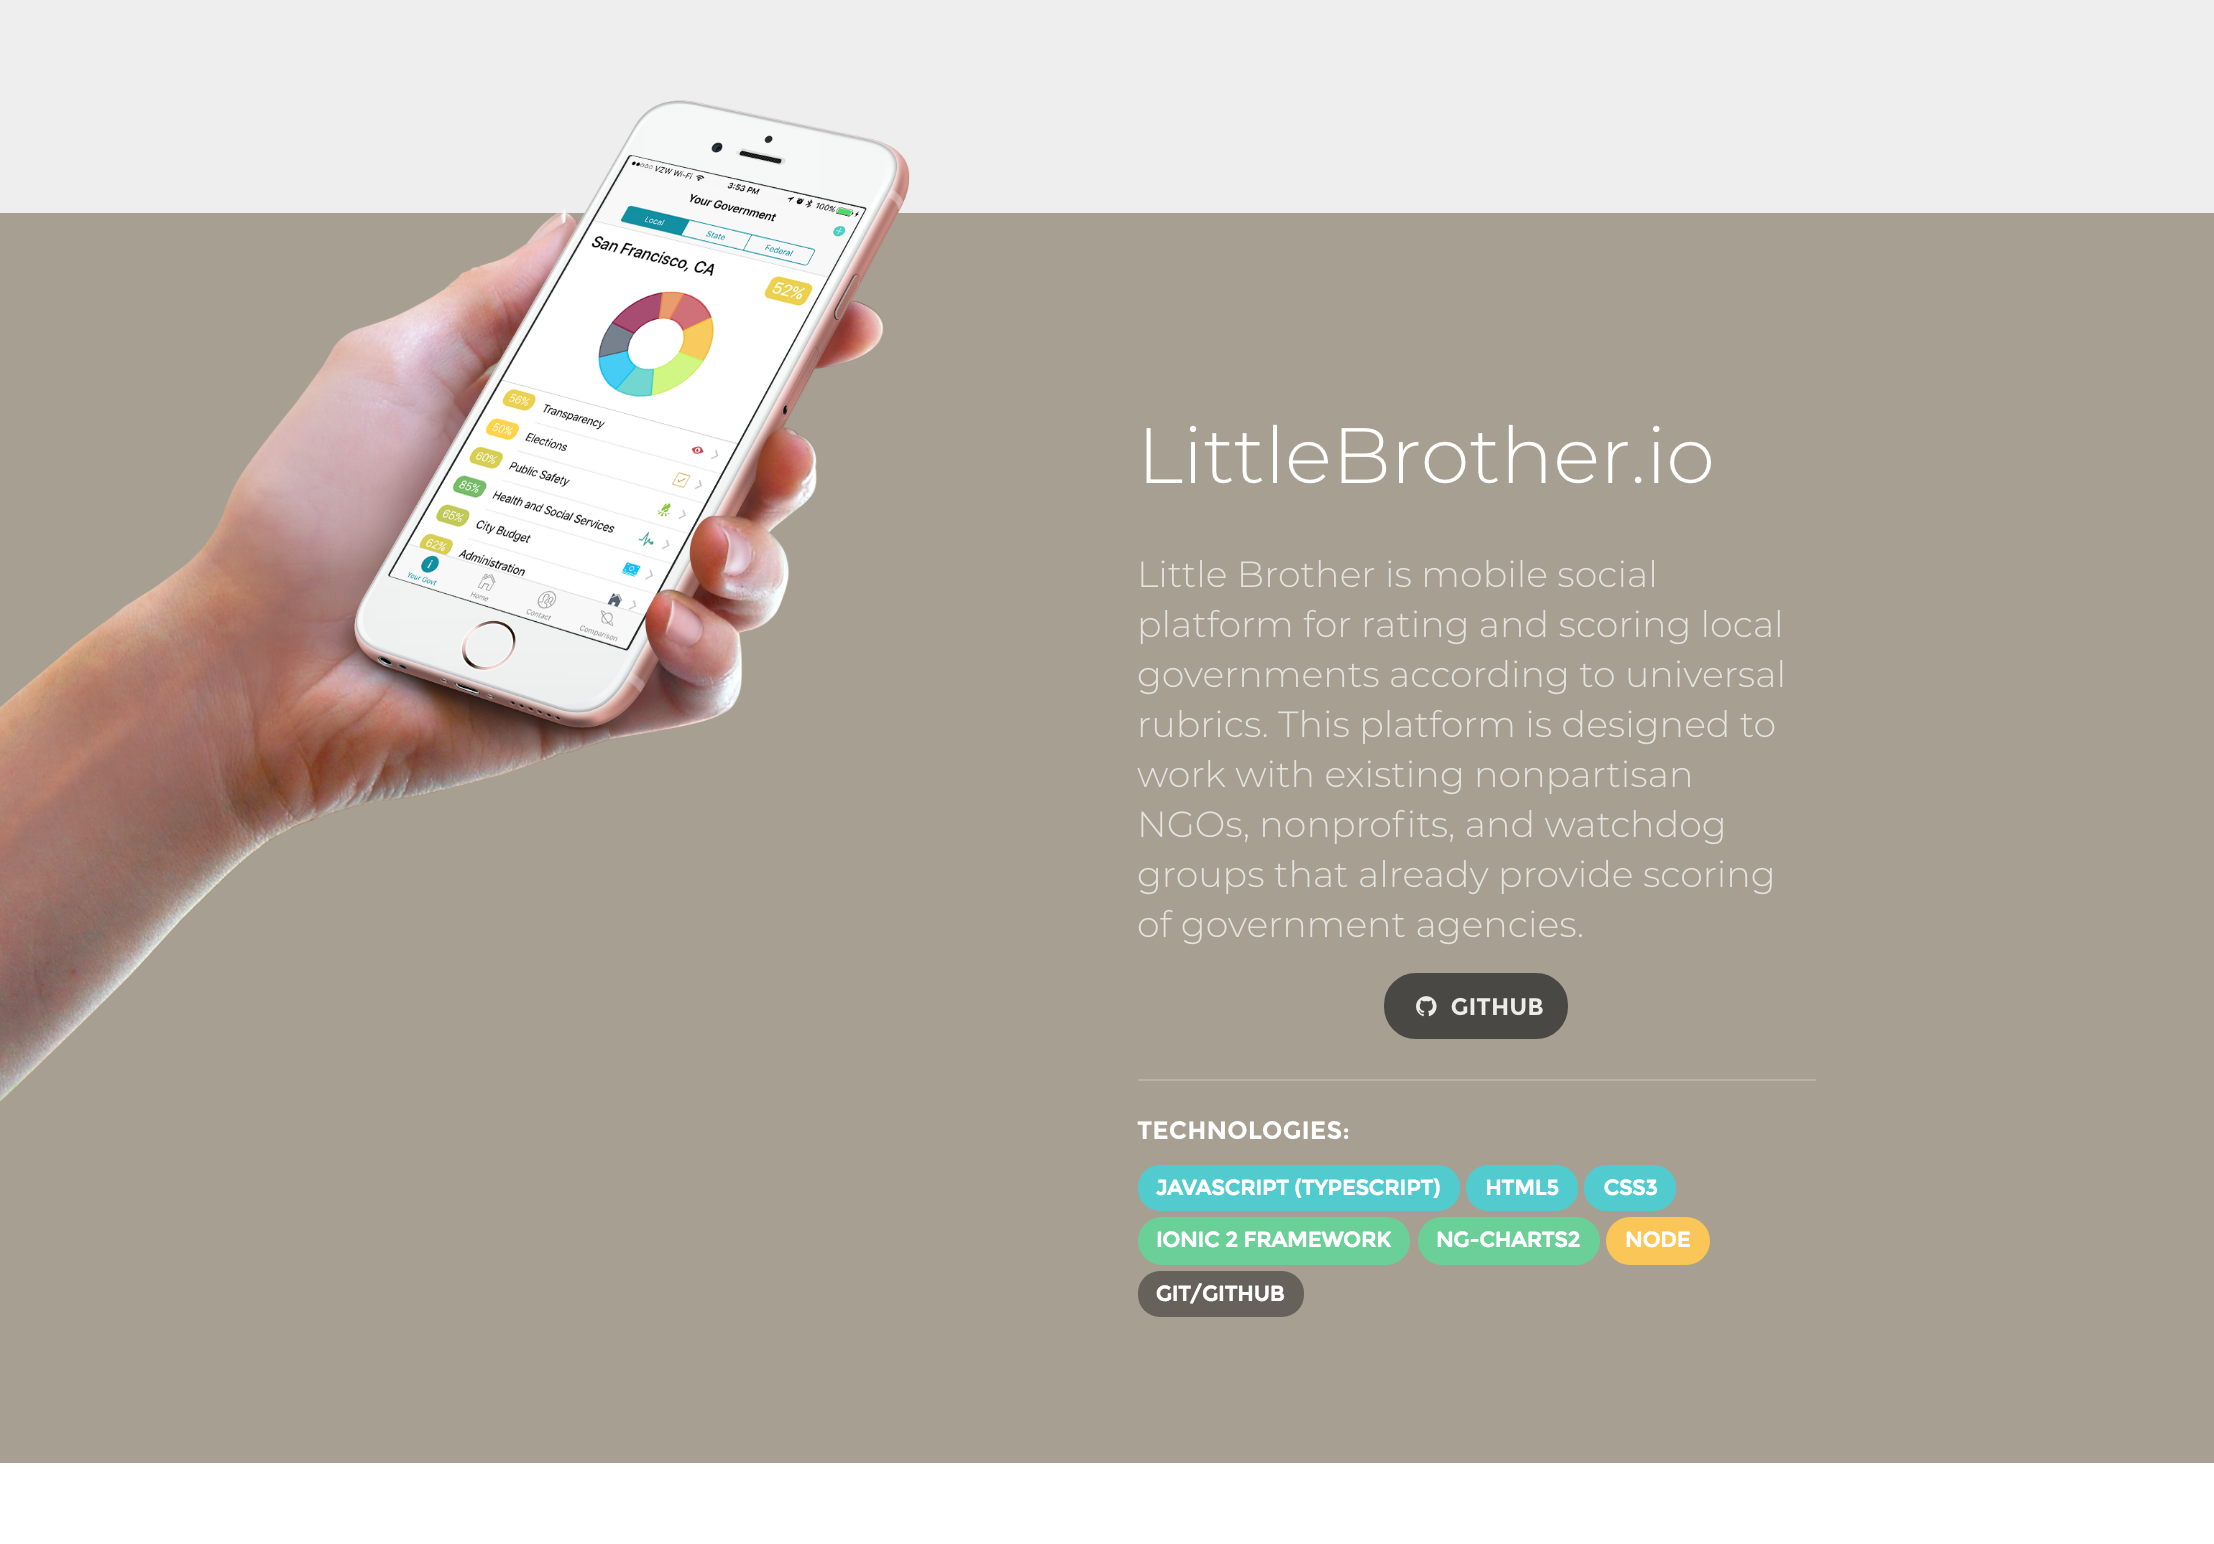 VZW Wi-Fi
3:53 PM
100%
Your Government
Local
State
Federal
San Francisco, CA
52%
56% Transparency
50% Elections
60% Public Safety
85% Health and Social Services
65% City Budget
62% Administration
Your Govt
Home
Contact
Comparison
LittleBrother.io
Little Brother is mobile social
platform for rating and scoring local
governments according to universal
rubrics. This platform is designed to
work with existing nonpartisan
NGOs, nonprofits, and watchdog
groups that already provide scoring
of government agencies.
GITHUB
TECHNOLOGIES:
JAVASCRIPT (TYPESCRIPT) HTML5 CSS3
IONIC 2 FRAMEWORK NG-CHARTS2 NODE
GIT/GITHUB